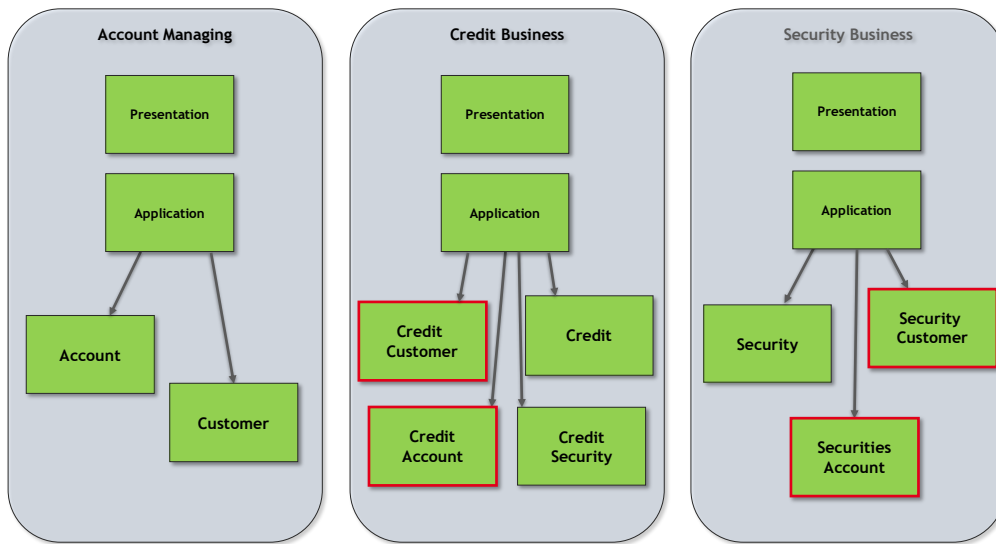 Account Managing
Presentation
Application
Account
Customer
Credit Business
Presentation
Application
Credit
Customer
Credit
Credit
Account
Credit
Security
Security Business
Presentation
Application
Security
Security
Customer
Securities
Account